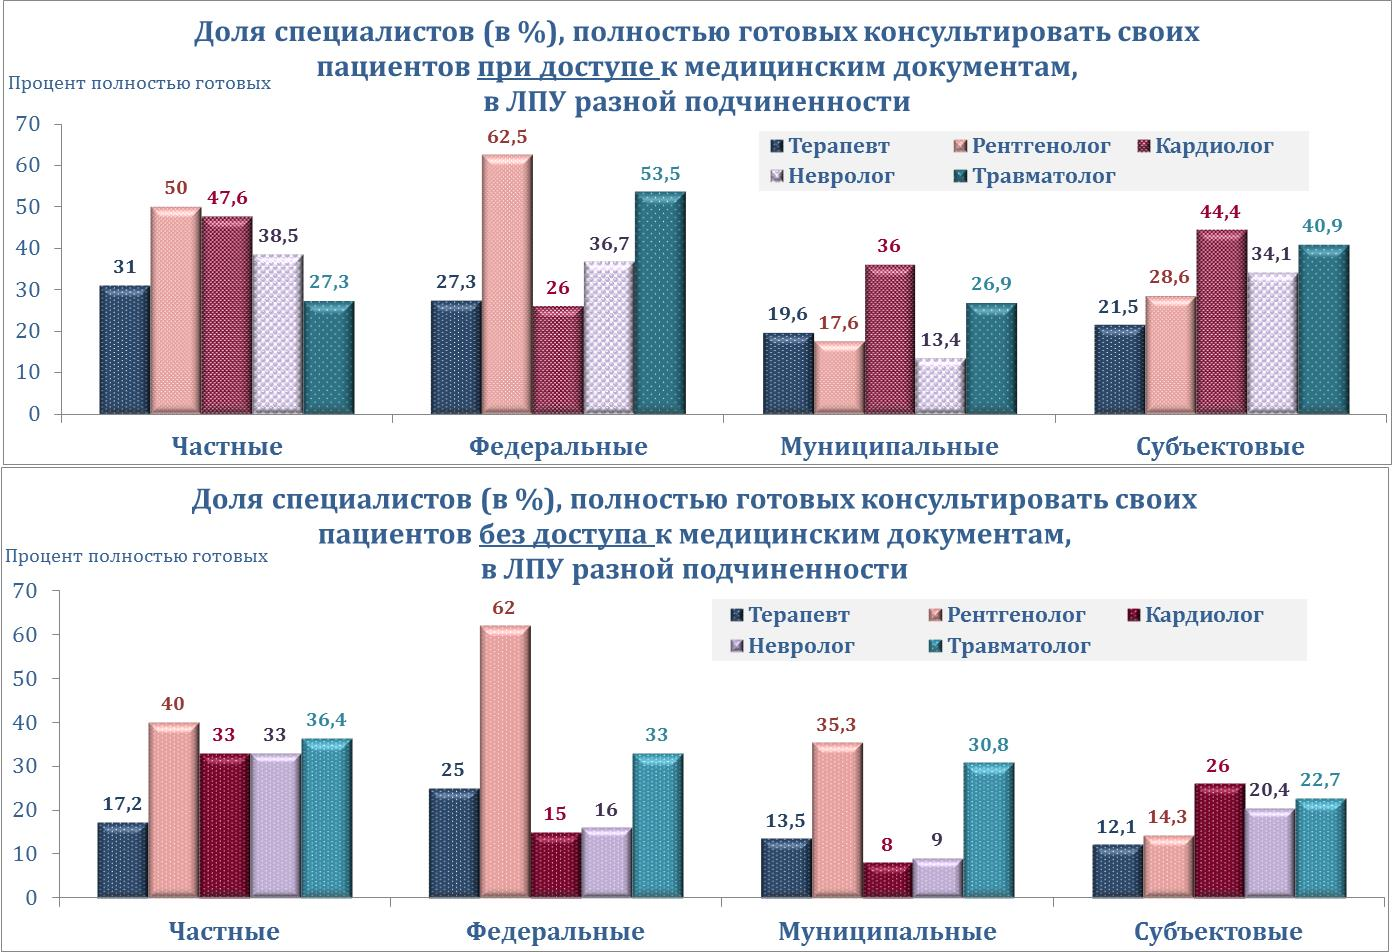 Доля специалистов (в %), полностью готовых консультировать своих
пациентов при доступе к медицинским документам,
в ЛПУ разной подчиненности
Процент полностью готовых
70
60
50
40
30
20
10
0
Терапевт Рентгенолог Кардиолог
Невролог Травматолог
31 50 47,6 38,5 27,3
27,3 62,5 26 36,7 53,5
19,6 17,6 36 13,4 26,9
21,5 28,6 44,4 34,1 40,9
Частные Федеральные Муниципальные Субъектовые
Доля специалистов (в %), полностью готовых консультировать своих
пациентов без доступа к медицинским документам,
в ЛПУ разной подчиненности
Процент полностью готовых
70
60
50
40
30
20
10
0
Терапевт Рентгенолог Кардиолог
Невролог Травматолог
17,2 40 33 33 36,4
25 62 15 16 33
13,5 35,3 8 9 30,8
12,1 14,3 26 20,4 22,7
Частные Федеральные Муниципальные Субъектовые